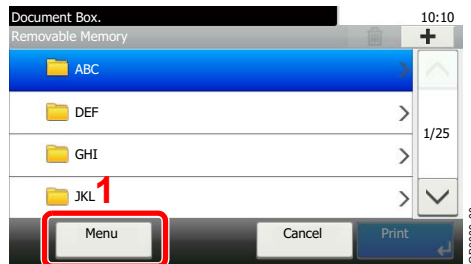 Document Box. 10:10
Removable Memory +
ABC
DEF
1/25
GHI
JKL 1
Menu Cancel Print